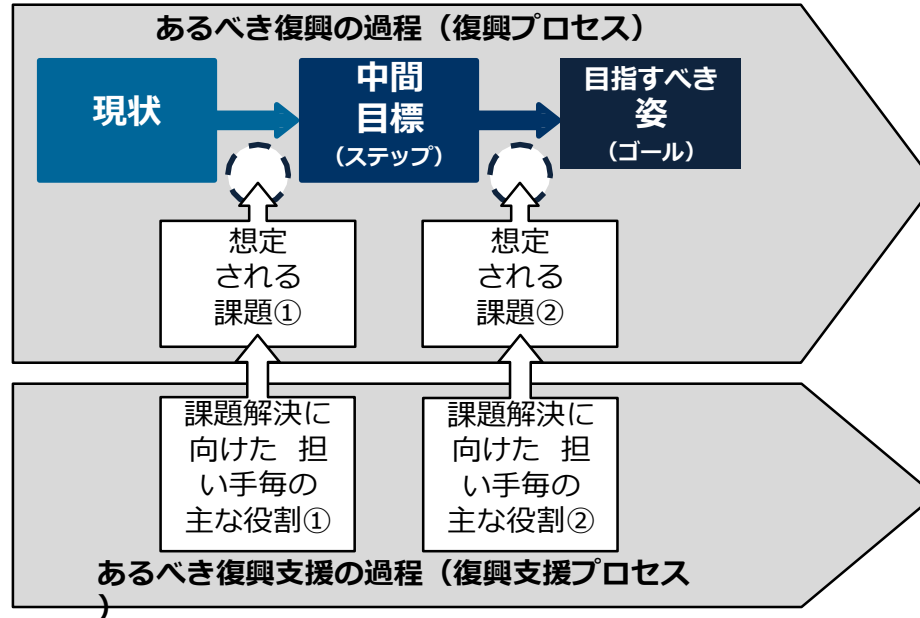 あるべき復興の過程（復興プロセス）
現状
中間
目標
（ステップ）
目指すべき
姿
（ゴール）
想定
される
課題①
想定
される
課題②
課題解決に
向けた 担
い手毎の
主な役割①
課題解決に
向けた 担
い手毎の
主な役割②
あるべき復興支援の過程（復興支援プロセス
）